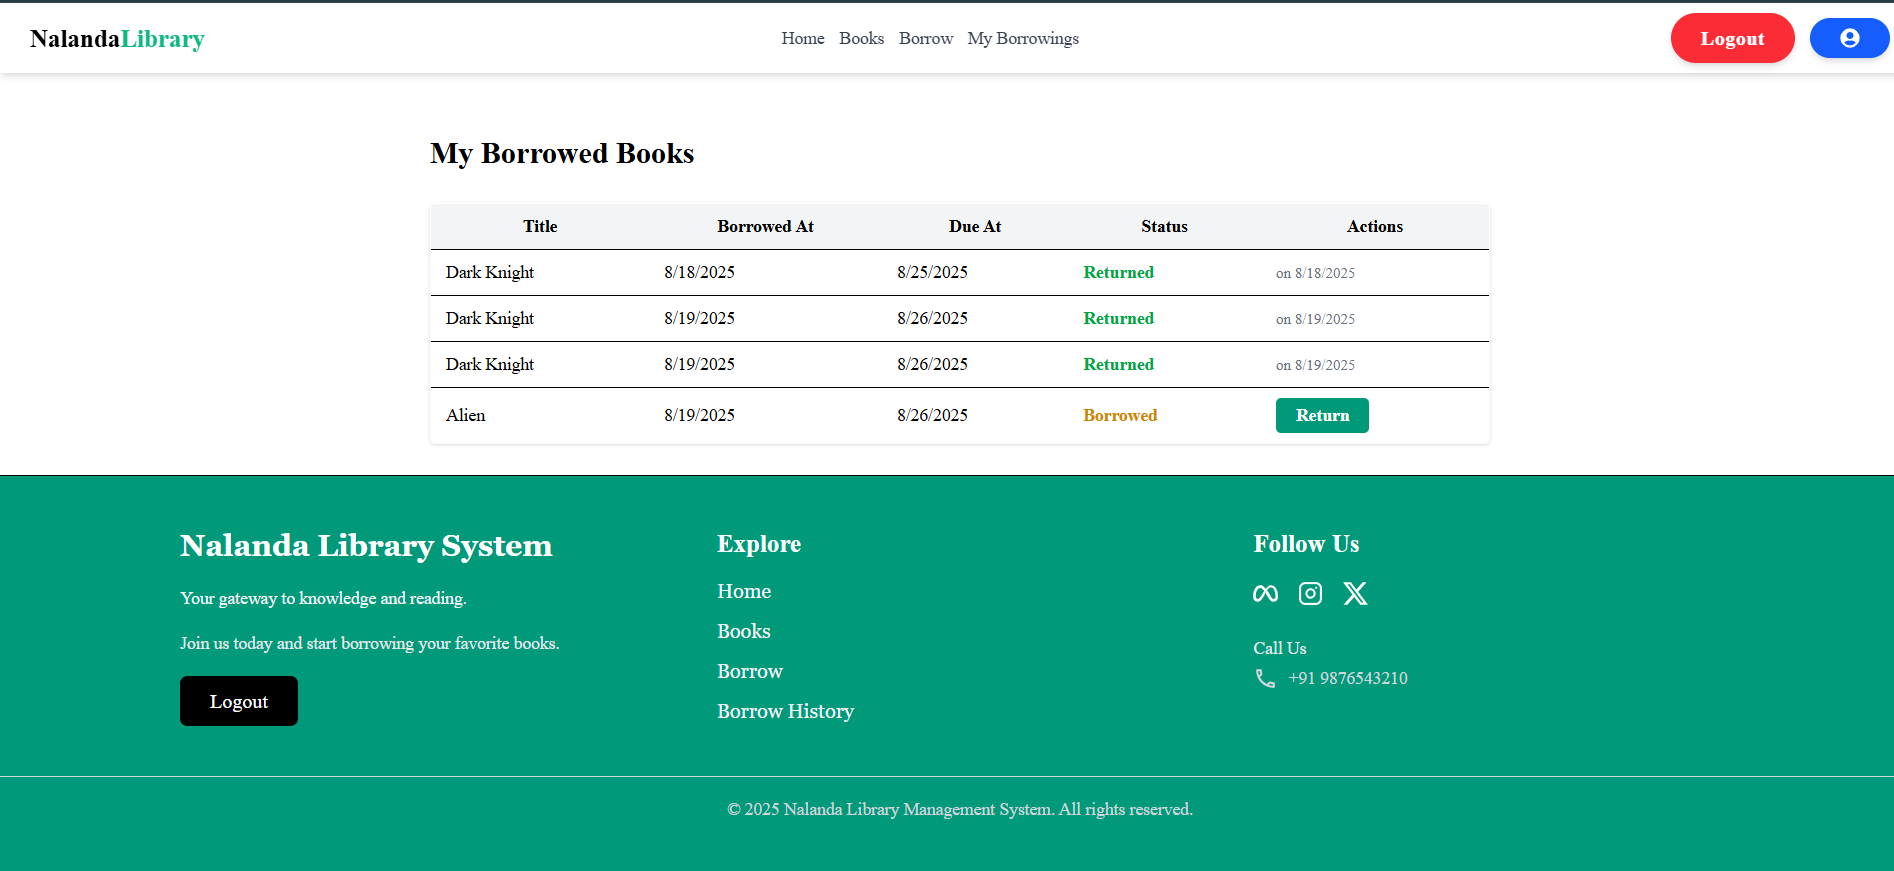 NalandaLibrary Home Books Borrow My Borrowings Logout
My Borrowed Books
Title Borrowed At Due At Status Actions
Dark Knight 8/18/2025 8/25/2025 Returned on 8/18/2025
Dark Knight 8/19/2025 8/26/2025 Returned on 8/19/2025
Dark Knight 8/19/2025 8/26/2025 Returned on 8/19/2025
Alien 8/19/2025 8/26/2025 Borrowed Return
Nalanda Library System
Your gateway to knowledge and reading.
Join us today and start borrowing your favorite books.
Logout
Explore
Home
Books
Borrow
Borrow History
Follow Us
Call Us
+91 9876543210
© 2025 Nalanda Library Management System. All rights reserved.